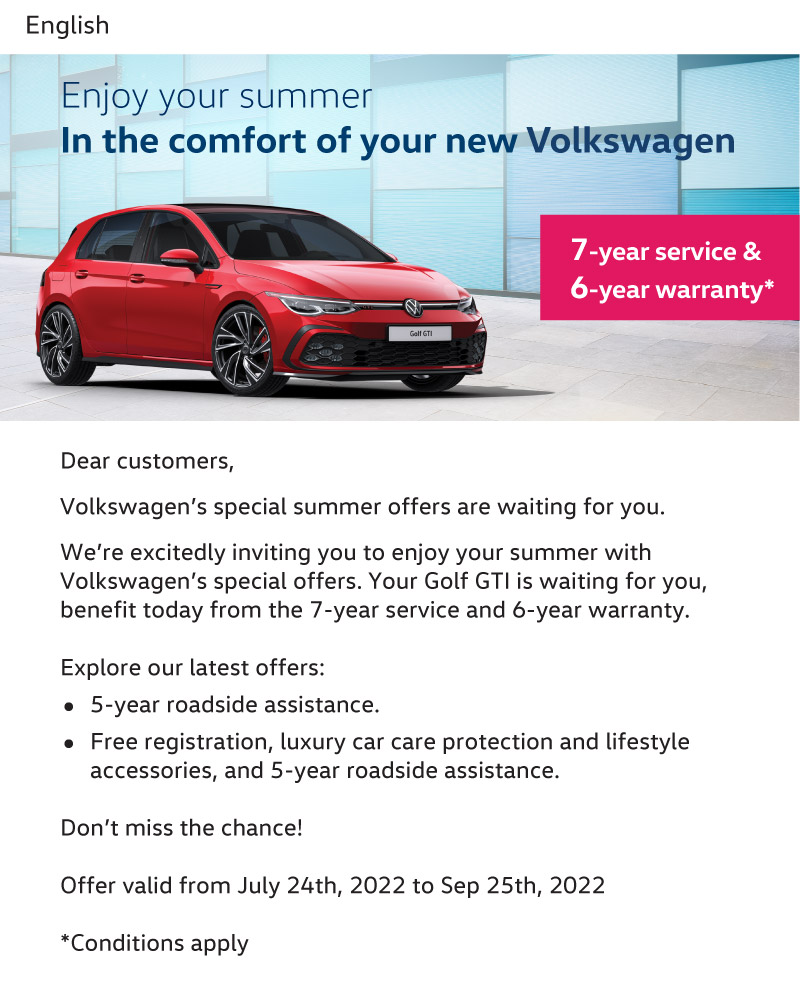 English
Enjoy your summer
In the comfort of your new Volkswagen
7-year service &
6-year warranty*
Golf GTI
Dear customers,
Volkswagen’s special summer offers are waiting for you.
We’re excitedly inviting you to enjoy your summer with
Volkswagen’s special offers. Your Golf GTI is waiting for you,
benefit today from the 7-year service and 6-year warranty.
Explore our latest offers:
• 5-year roadside assistance.
• Free registration, luxury car care protection and lifestyle
accessories, and 5-year roadside assistance.
Don’t miss the chance!
Offer valid from July 24th, 2022 to Sep 25th, 2022
*Conditions apply